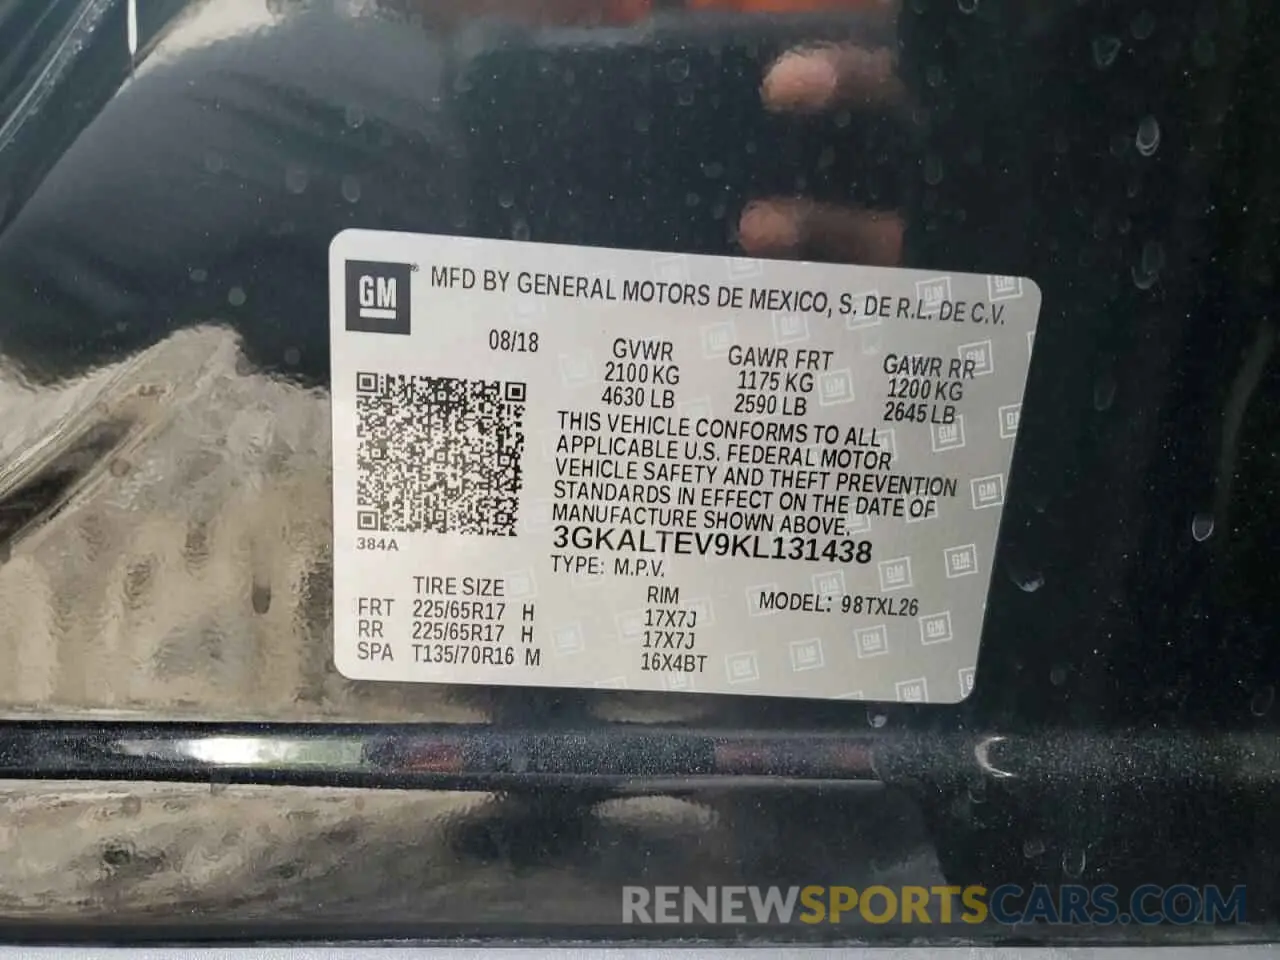 GM® MFD BY GENERAL MOTORS DE MEXICO, S. DE R.L. DE C.V.
08/18
GVWR GAWR FRT GAWR RR
2100 KG 1175 KG 1200 KG
4630 LB 2590 LB 2645 LB
THIS VEHICLE CONFORMS TO ALL
APPLICABLE U.S. FEDERAL MOTOR
VEHICLE SAFETY AND THEFT PREVENTION
STANDARDS IN EFFECT ON THE DATE OF
MANUFACTURE SHOWN ABOVE.
384A
3GKALTEV9KL131438
TYPE: M.P.V.
TIRE SIZE RIM MODEL: 98TXL26
FRT 225/65R17 H 17X7J
RR 225/65R17 H 17X7J
SPA T135/70R16 M 16X4BT
RENEWSPORTSCARS.COM